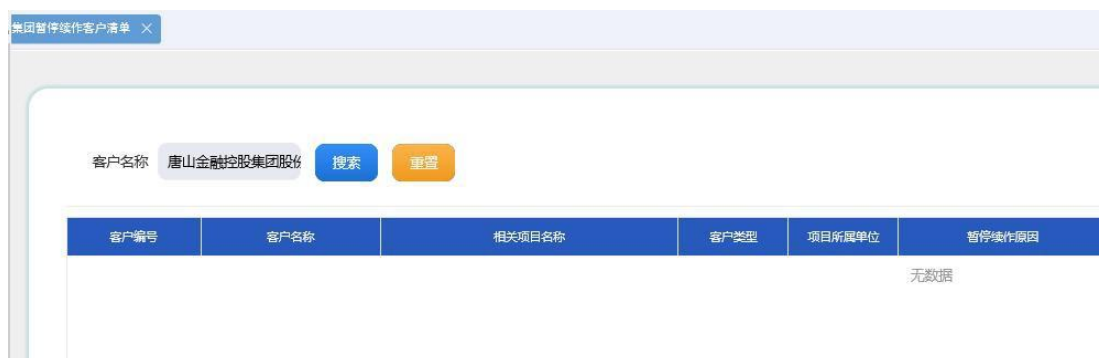 集团暂停续作客户清单 ×
客户名称 唐山金融控股集团股份 搜索 重置
客户编号 客户名称 相关项目名称 客户类型 项目所属单位 暂停续作原因
无数据